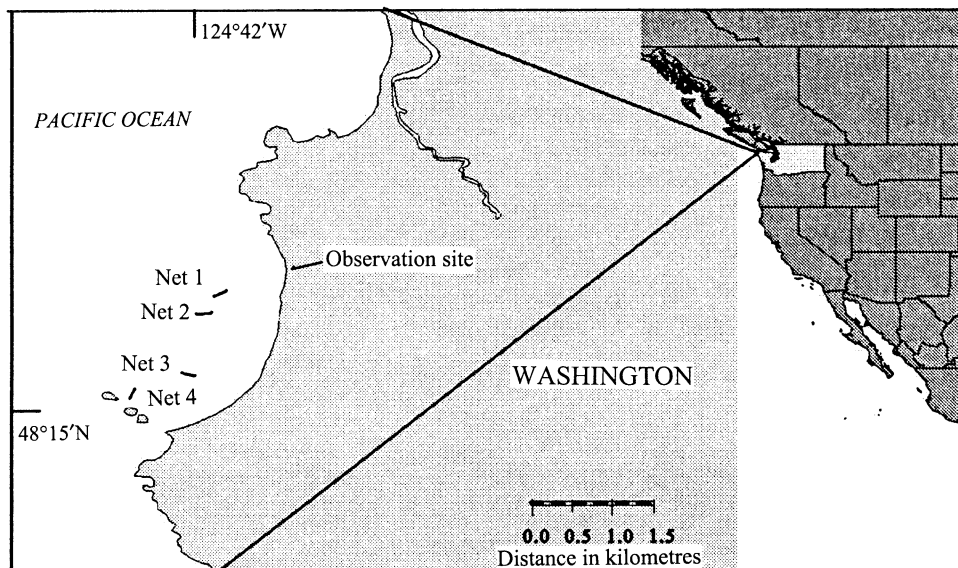 124°42′W
PACIFIC OCEAN
Observation site
Net 1
Net 2
Net 3
Net 4
WASHINGTON
48°15′N
0.0 0.5 1.0 1.5
Distance in kilometres